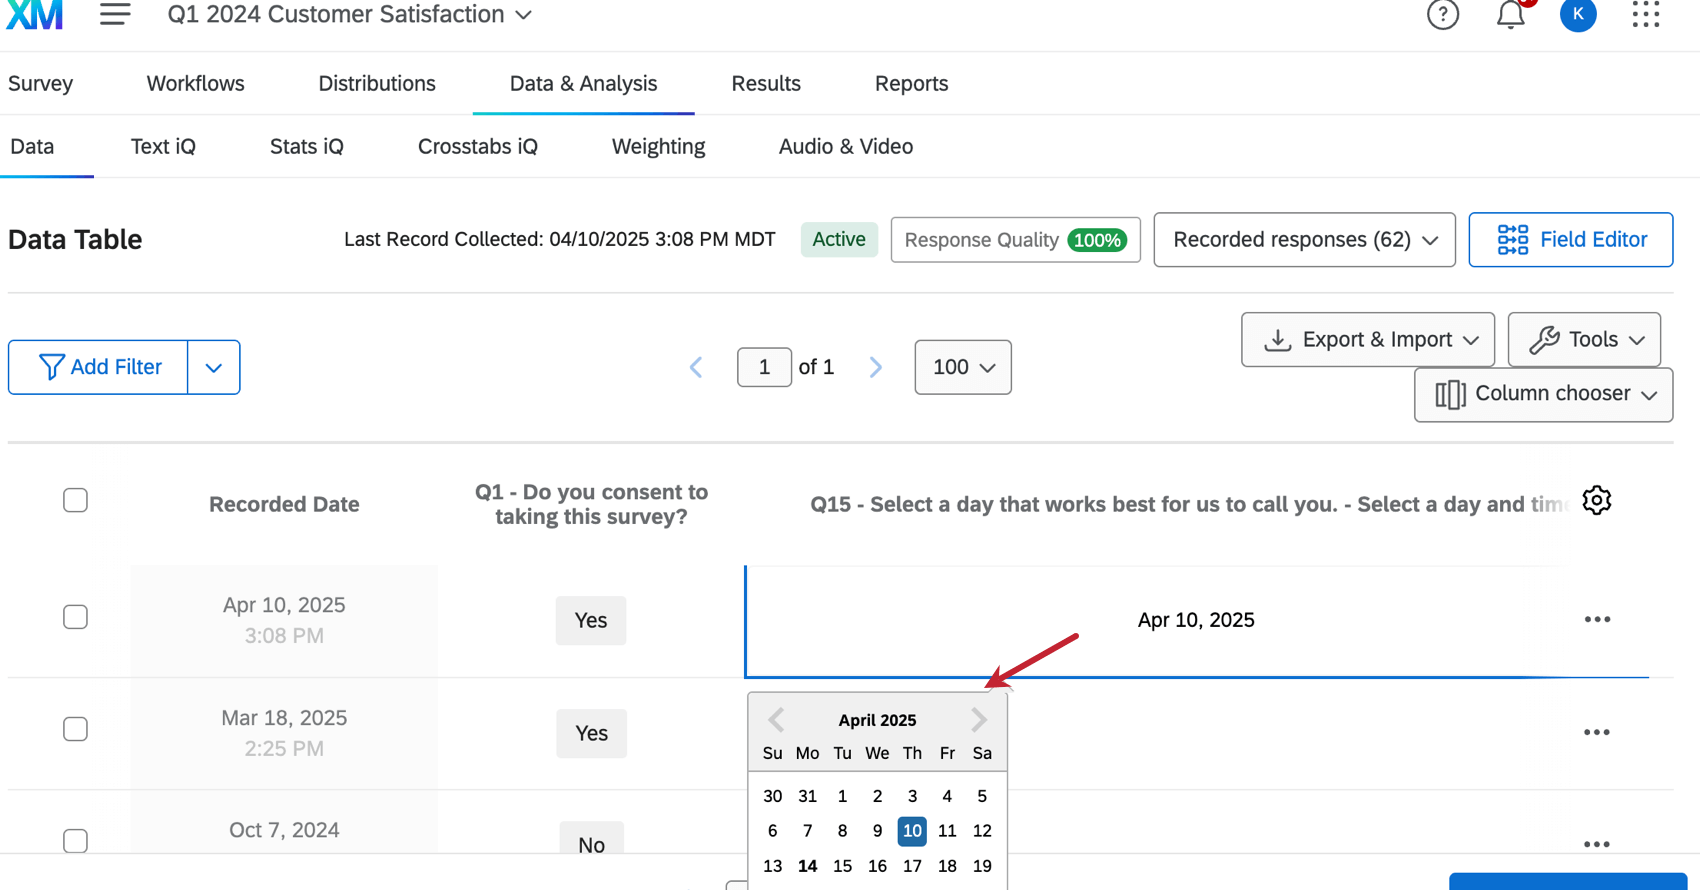 XM
Q1 2024 Customer Satisfaction
?
K
Survey Workflows Distributions Data & Analysis Results Reports
Data Text iQ Stats iQ Crosstabs iQ Weighting Audio & Video
Data Table
Last Record Collected: 04/10/2025 3:08 PM MDT
Active
Response Quality 100%
Recorded responses (62)
Field Editor
Export & Import
Tools
Add Filter
1 of 1
100
Column chooser
Recorded Date
Q1 - Do you consent to
taking this survey?
Q15 - Select a day that works best for us to call you. - Select a day and time
Apr 10, 2025
3:08 PM
Yes
Apr 10, 2025
Mar 18, 2025
2:25 PM
Yes
April 2025
Su Mo Tu We Th Fr Sa
30 31 1 2 3 4 5
6 7 8 9 10 11 12
13 14 15 16 17 18 19
Oct 7, 2024
No